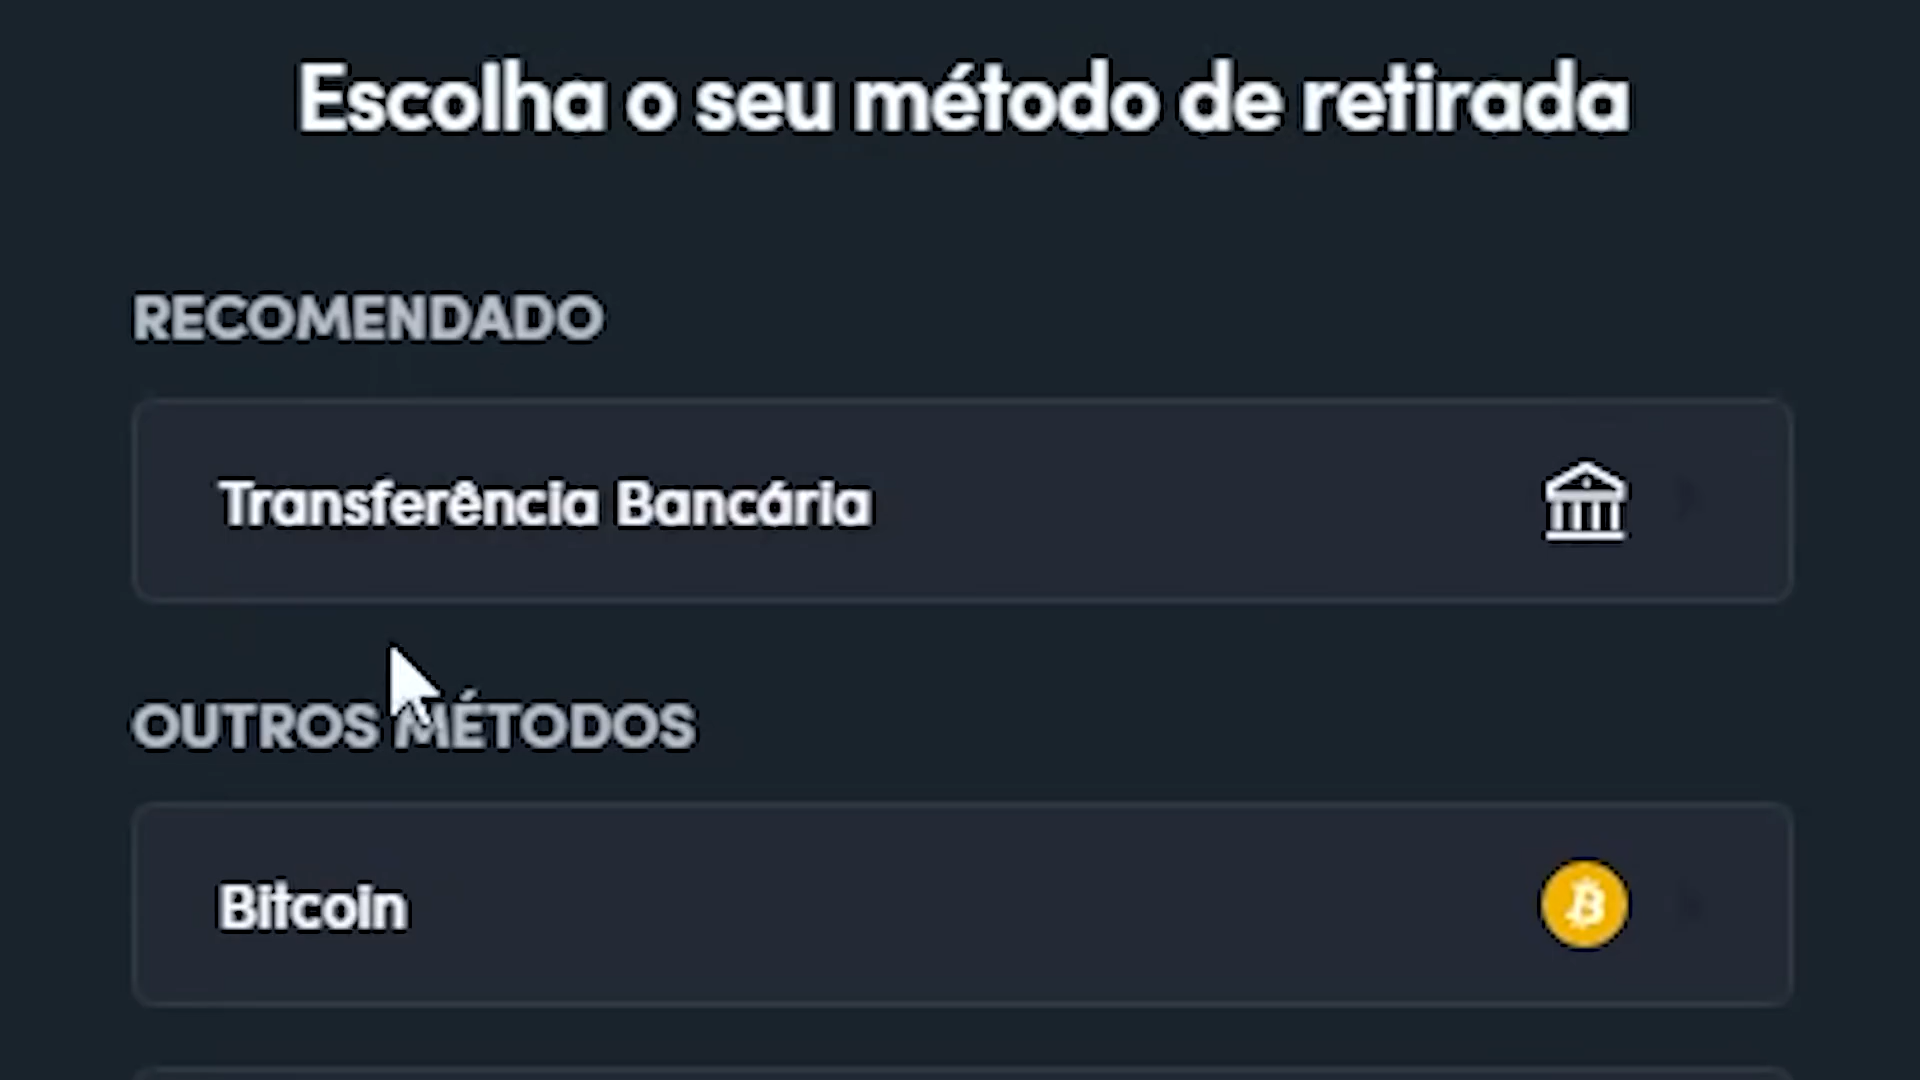 Escolha o seu método de retirada
RECOMENDADO
Transferência Bancária
OUTROS MÉTODOS
Bitcoin